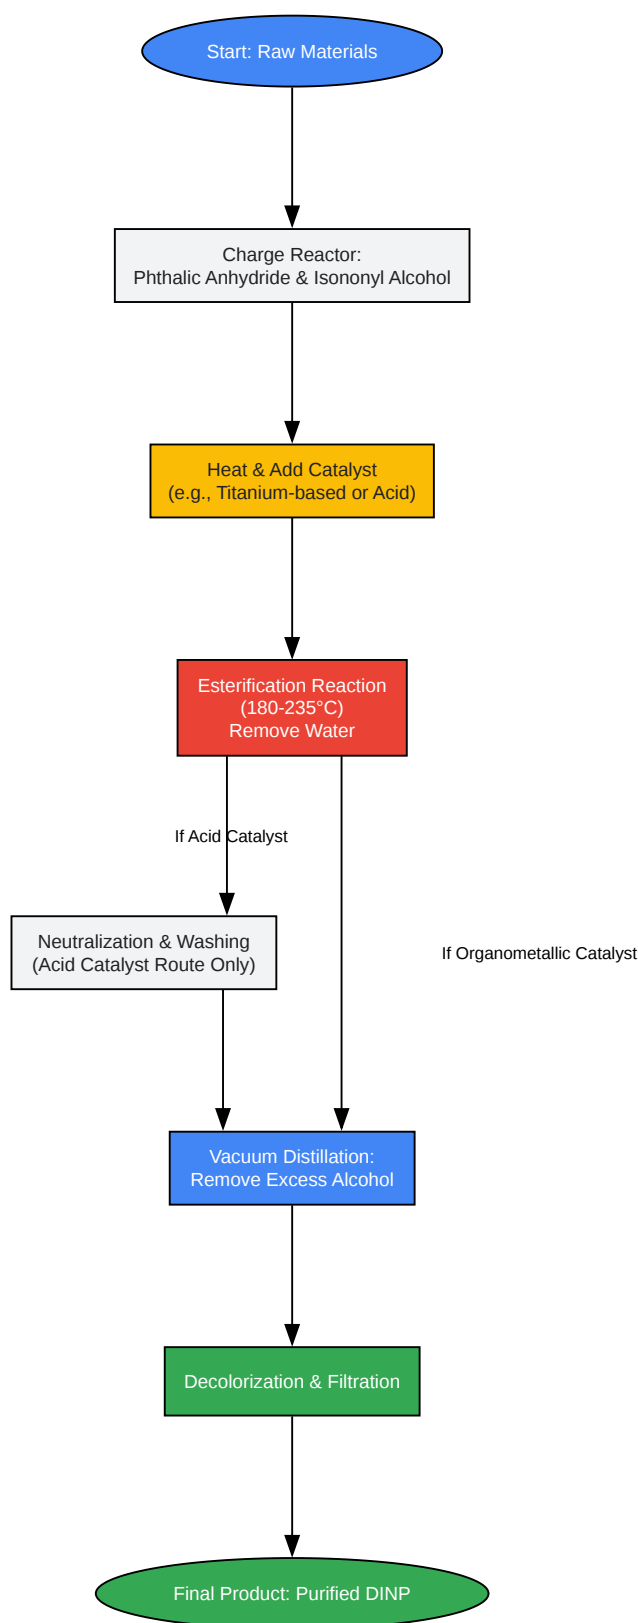 Start: Raw Materials
Charge Reactor:
Phthalic Anhydride & Isononyl Alcohol
Heat & Add Catalyst
(e.g., Titanium-based or Acid)
Esterification Reaction
(180-235°C)
Remove Water
If Acid Catalyst
Neutralization & Washing
(Acid Catalyst Route Only)
If Organometallic Catalyst
Vacuum Distillation:
Remove Excess Alcohol
Decolorization & Filtration
Final Product: Purified DINP